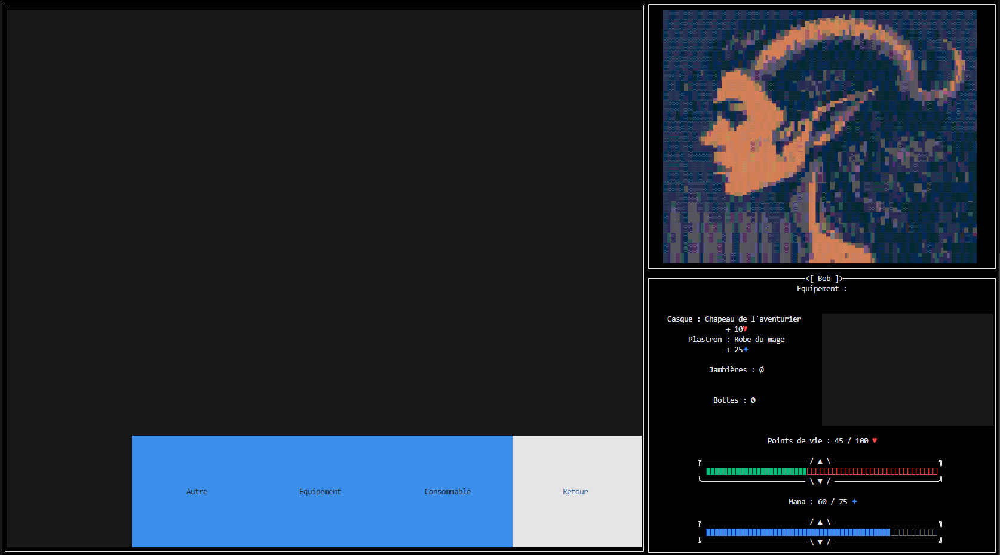 <[ Bob ]>
Equipement :
Casque : Chapeau de l'aventurier
+ 10♥
Plastron : Robe du mage
+ 25✦
Jambières : Ø
Bottes : Ø
Points de vie : 45 / 100 ♥
/ ▲ \
\ ▼ /
Mana : 60 / 75 ✦
/ ▲ \
\ ▼ /
Autre Equipement Consommable Retour